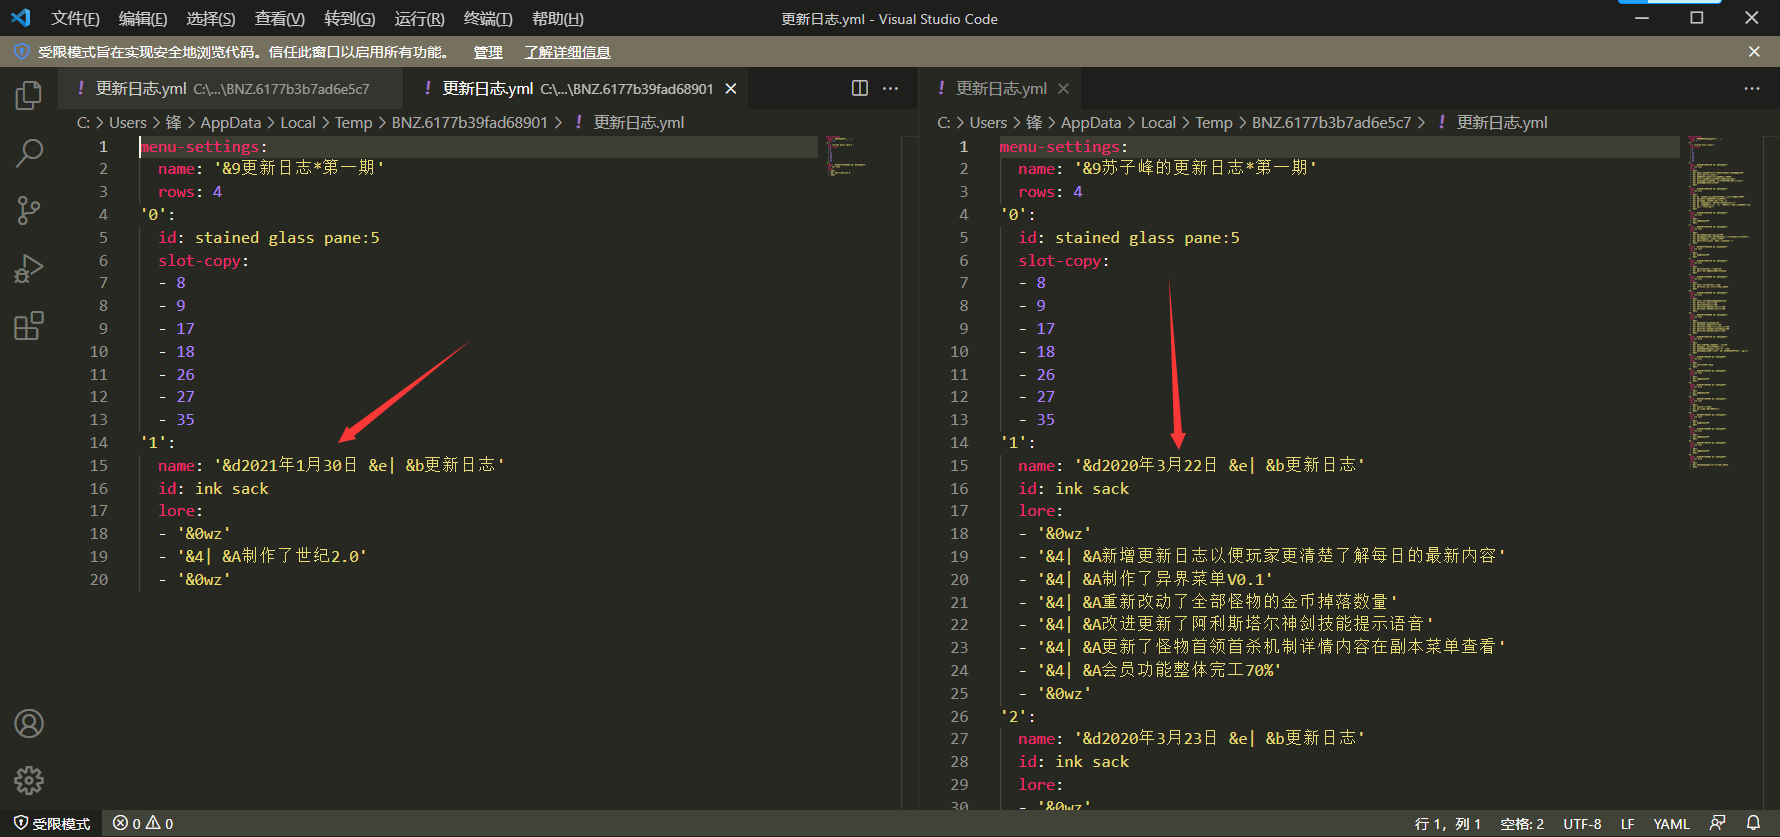 文件(F) 编辑(E) 选择(S) 查看(V) 转到(G) 运行(R) 终端(T) 帮助(H) 更新日志.yml - Visual Studio Code
受限模式旨在实现安全地浏览代码。信任此窗口以启用所有功能。 管理 了解详细信息
! 更新日志.yml C:\...\BNZ.6177b3b7ad6e5c7
! 更新日志.yml C:\...\BNZ.6177b39fad68901
C: > Users > 锋 > AppData > Local > Temp > BNZ.6177b39fad68901 > ! 更新日志.yml
1 menu-settings:
2 name: '&9更新日志*第一期'
3 rows: 4
4 '0':
5 id: stained glass pane:5
6 slot-copy:
7 - 8
8 - 9
9 - 17
10 - 18
11 - 26
12 - 27
13 - 35
14 '1':
15 name: '&d2021年1月30日 &e| &b更新日志'
16 id: ink sack
17 lore:
18 - '&0wz'
19 - '&4| &A制作了世纪2.0'
20 - '&0wz'
! 更新日志.yml
C: > Users > 锋 > AppData > Local > Temp > BNZ.6177b3b7ad6e5c7 > ! 更新日志.yml
1 menu-settings:
2 name: '&9苏子峰的更新日志*第一期'
3 rows: 4
4 '0':
5 id: stained glass pane:5
6 slot-copy:
7 - 8
8 - 9
9 - 17
10 - 18
11 - 26
12 - 27
13 - 35
14 '1':
15 name: '&d2020年3月22日 &e| &b更新日志'
16 id: ink sack
17 lore:
18 - '&0wz'
19 - '&4| &A新增更新日志以便玩家更清楚了解每日的最新内容'
20 - '&4| &A制作了异界菜单V0.1'
21 - '&4| &A重新改动了全部怪物的金币掉落数量'
22 - '&4| &A改进更新了阿利斯塔尔神剑技能提示语音'
23 - '&4| &A更新了怪物首领首杀机制详情内容在副本菜单查看'
24 - '&4| &A会员功能整体完工70%'
25 - '&0wz'
26 '2':
27 name: '&d2020年3月23日 &e| &b更新日志'
28 id: ink sack
29 lore:
30 - '&0wz'
受限模式 0 0 行 1，列 1 空格: 2 UTF-8 LF YAML